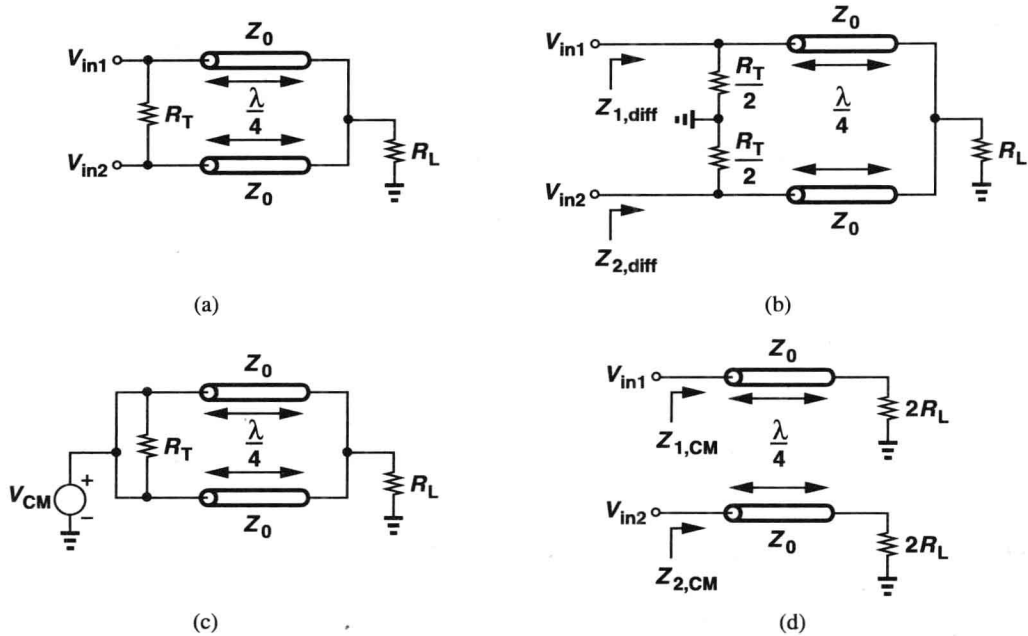 Z0
Vin1
RT
λ/4
RL
Vin2
Z0
(a)
Z0
Vin1
Z1,diff
RT/2
λ/4
RT/2
RL
Vin2
Z2,diff
Z0
(b)
Z0
RT
λ/4
VCM
+
−
RL
Z0
(c)
Z0
Vin1
2RL
Z1,CM
λ/4
Vin2
Z0
2RL
Z2,CM
(d)